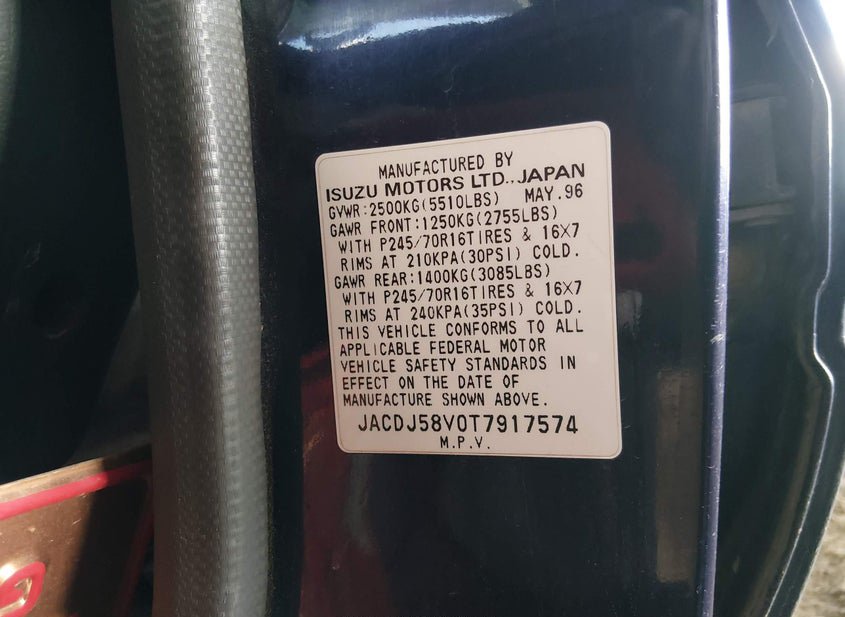 MANUFACTURED BY
ISUZU MOTORS LTD., JAPAN
GVWR:2500KG(5510LBS) MAY.96
GAWR FRONT:1250KG(2755LBS)
WITH P245/70R16TIRES & 16X7
RIMS AT 210KPA(30PSI) COLD.
GAWR REAR:1400KG(3085LBS)
WITH P245/70R16TIRES & 16X7
RIMS AT 240KPA(35PSI) COLD.
THIS VEHICLE CONFORMS TO ALL
APPLICABLE FEDERAL MOTOR
VEHICLE SAFETY STANDARDS IN
EFFECT ON THE DATE OF
MANUFACTURE SHOWN ABOVE.
JACDJ58V0T7917574
M.P.V.